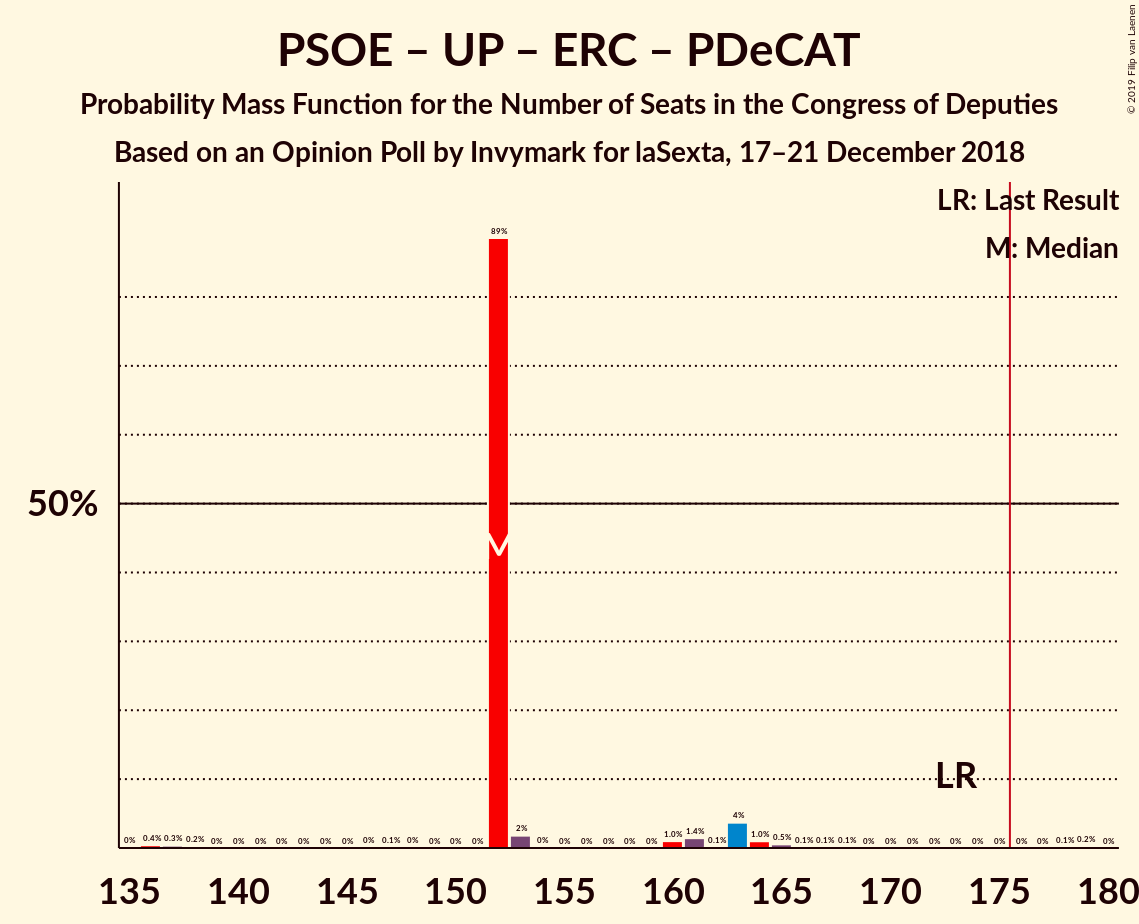 PSOE – UP – ERC – PDeCAT
Probability Mass Function for the Number of Seats in the Congress of Deputies
Based on an Opinion Poll by Invymark for laSexta, 17–21 December 2018
© 2019 Filip van Laenen
LR: Last Result
M: Median
89%
50%
LR
0% 0.4% 0.3% 0.2% 0% 0% 0% 0% 0% 0% 0% 0% 0.1% 0% 0% 0% 0% 2% 0% 0% 0% 0% 0% 0% 1.0% 1.4% 0.1% 4% 1.0% 0.5% 0.1% 0.1% 0.1% 0% 0% 0% 0% 0% 0% 0% 0% 0% 0.1% 0.2% 0%
135 140 145 150 155 160 165 170 175 180